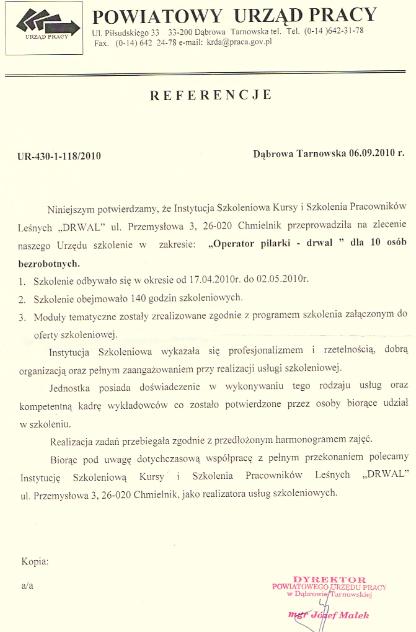 URZĄD PRACY
POWIATOWY URZĄD PRACY
Ul. Piłsudskiego 33 33-200 Dąbrowa Tarnowska tel. Tel. (0-14 )642-31-78
Fax. (0-14) 642 24-78 e-mail: krda@praca.gov.pl
REFERENCJE
UR-430-1-118/2010 Dąbrowa Tarnowska 06.09.2010 r.
Niniejszym potwierdzamy, że Instytucja Szkoleniowa Kursy i Szkolenia Pracowników
Leśnych „DRWAL" ul. Przemysłowa 3, 26-020 Chmielnik przeprowadziła na zlecenie
naszego Urzędu szkolenie w zakresie: „Operator pilarki - drwal ” dla 10 osób
bezrobotnych.
1. Szkolenie odbywało się w okresie od 17.04.2010r. do 02.05.2010r.
2. Szkolenie obejmowało 140 godzin szkoleniowych.
3. Moduły tematyczne zostały zrealizowane zgodnie z programem szkolenia załączonym do
oferty szkoleniowej.
Instytucja Szkoleniowa wykazała się profesjonalizmem i rzetelnością, dobrą
organizacją oraz pełnym zaangażowaniem przy realizacji usługi szkoleniowej.
Jednostka posiada doświadczenie w wykonywaniu tego rodzaju usług oraz
kompetentną kadrę wykładowców co zostało potwierdzone przez osoby biorące udział
w szkoleniu.
Realizacja zadań przebiegała zgodnie z przedłożonym harmonogramem zajęć.
Biorąc pod uwagę dotychczasową współpracę z pełnym przekonaniem polecamy
Instytucję Szkoleniową Kursy i Szkolenia Pracowników Leśnych „DRWAL”
ul. Przemysłowa 3, 26-020 Chmielnik, jako realizatora usług szkoleniowych.
Kopia:
a/a
DYREKTOR
POWIATOWEGO URZĘDU PRACY
w Dąbrowie Tarnowskiej
mgr Józef Małek